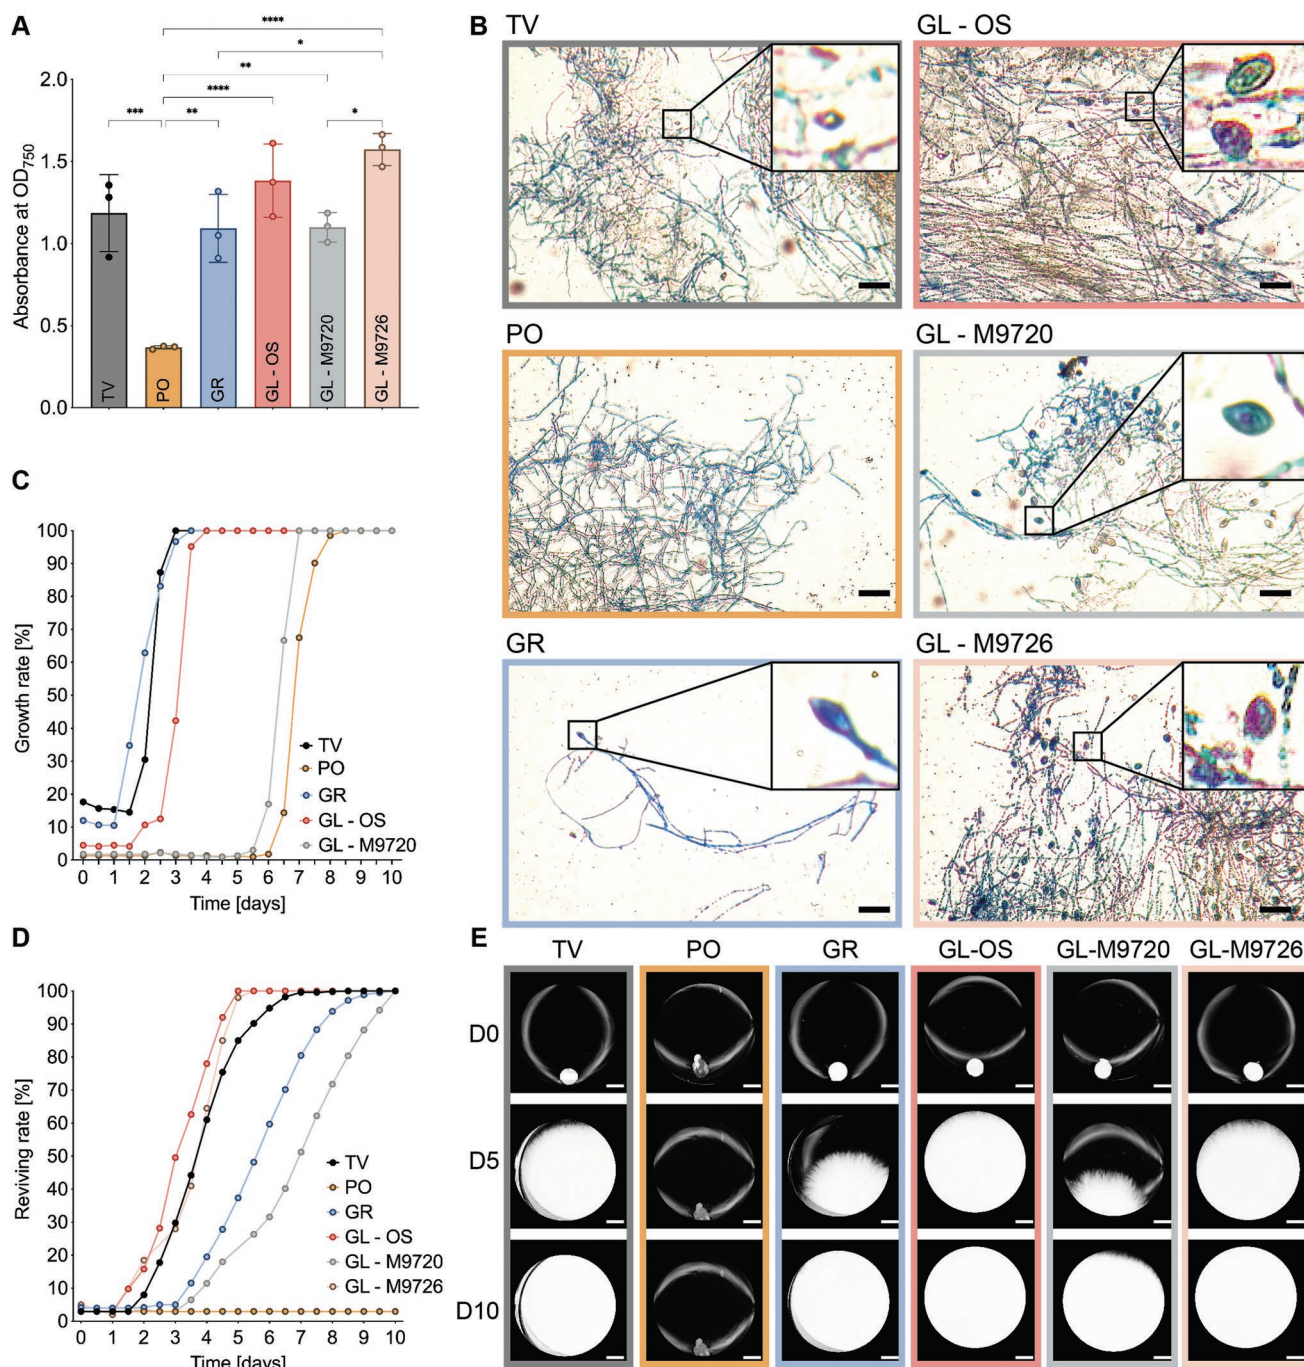 A
****
*
**
****
***
**
*
2.0
1.5
1.0
0.5
0.0
Absorbance at OD750
TV
PO
GR
GL - OS
GL - M9720
GL - M9726
B
TV
GL - OS
PO
GL - M9720
GR
GL - M9726
C
100
90
80
70
60
50
40
30
20
10
0
Growth rate [%]
TV
PO
GR
GL - OS
GL - M9720
0 1 2 3 4 5 6 7 8 9 10
Time [days]
D
100
90
80
70
60
50
40
30
20
10
0
Reviving rate [%]
TV
PO
GR
GL - OS
GL - M9720
GL - M9726
0 1 2 3 4 5 6 7 8 9 10
Time [days]
E
TV PO GR GL-OS GL-M9720 GL-M9726
D0
D5
D10